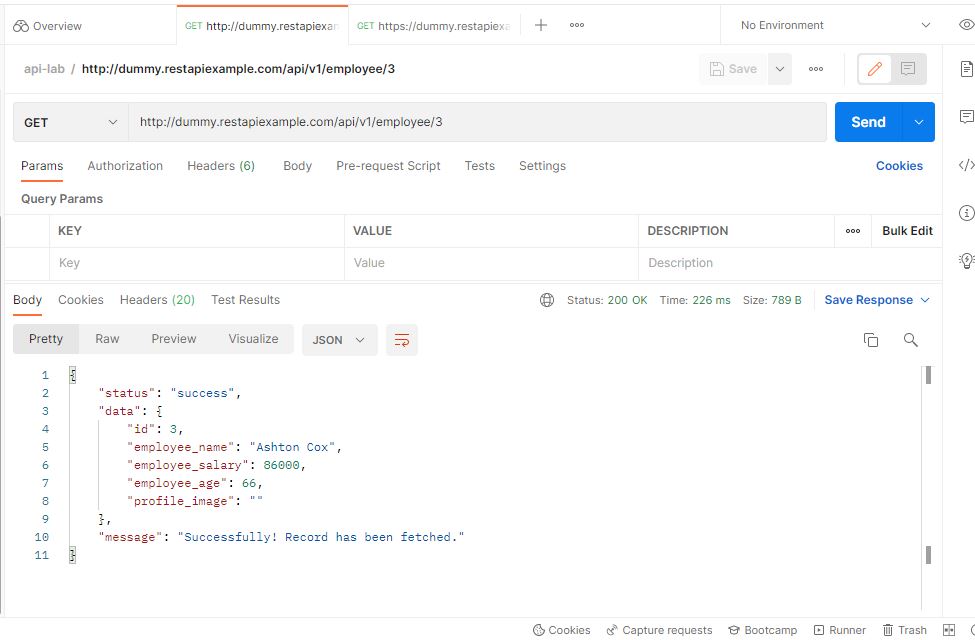 Overview GET http://dummy.restapiexan GET https://dummy.restapiexa No Environment
api-lab / http://dummy.restapiexample.com/api/v1/employee/3 Save
GET http://dummy.restapiexample.com/api/v1/employee/3 Send
Params Authorization Headers (6) Body Pre-request Script Tests Settings Cookies
Query Params
KEY VALUE DESCRIPTION Bulk Edit
Key Value Description
Body Cookies Headers (20) Test Results Status: 200 OK Time: 226 ms Size: 789 B Save Response
Pretty Raw Preview Visualize JSON
1 {
2 "status": "success",
3 "data": {
4 "id": 3,
5 "employee_name": "Ashton Cox",
6 "employee_salary": 86000,
7 "employee_age": 66,
8 "profile_image": ""
9 },
10 "message": "Successfully! Record has been fetched."
11 }
Cookies Capture requests Bootcamp Runner Trash